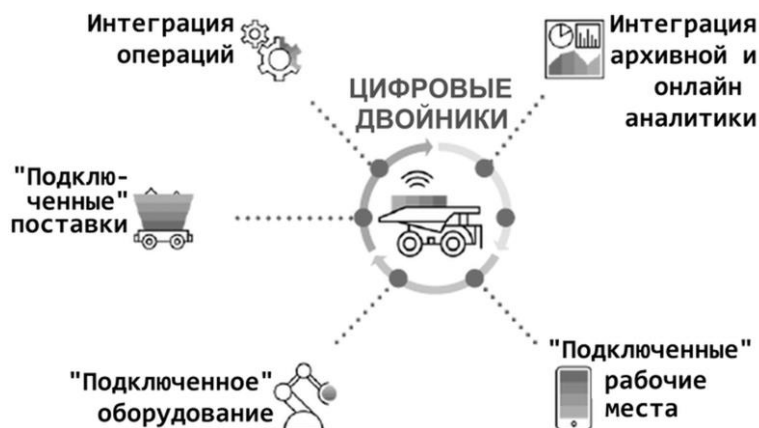 Интеграция
операций
Интеграция
архивной и
онлайн
аналитики
ЦИФРОВЫЕ
ДВОЙНИКИ
"Подклю-
ченные"
поставки
"Подключенное"
оборудование
"Подключенные"
рабочие
места